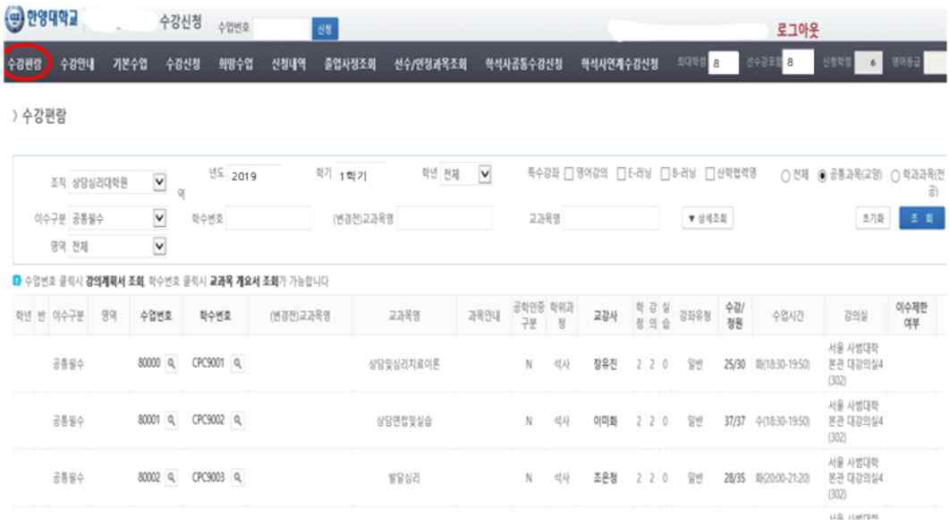 한양대학교 수강신청 수업번호 신청 로그아웃
수강편람 수강안내 기본수업 수강신청 희망수업 신청내역 졸업사정조회 선수/인정과목조회 학석사공통수강신청 학석사연계수강신청 최대학점 8 8 신청학점 6 영어등급
> 수강편람
조직 상담심리대학원 년도 2019 학기 1학기 학년 전체 특수강좌 영어강의 E-러닝 B-러닝 산학협력명 전체 공통과목(교양) 학과과목(전공)
역
이수구분 공통필수 학수번호 (변경전)교과목명 교과목명 ▼ 상세조회 초기화 조 회
영역 전체
수업번호 클릭시 강의계획서 조회, 학수번호 클릭시 교과목 개요서 조회가 가능합니다
학년 반 이수구분 영역 수업번호 학수번호 (변경전)교과목명 교과목명 과목안내 공학인증구분 학위과정 교강사 학점 강의 실습 강좌유형 수강/정원 수업시간 강의실 이수제한여부
공통필수 80000 CPC9001 상담및심리치료이론 N 석사 장유진 2 2 0 일반 25/30 화(18:30-19:50) 서울 사범대학 본관 대강의실4 (302)
공통필수 80001 CPC9002 상담면접및실습 N 석사 이미화 2 2 0 일반 37/37 수(18:30-19:50) 서울 사범대학 본관 대강의실4 (302)
공통필수 80002 CPC9003 발달심리 N 석사 조은정 2 2 0 일반 28/35 화(20:00-21:20) 서울 사범대학 본관 대강의실4 (302)
서울 사범대학